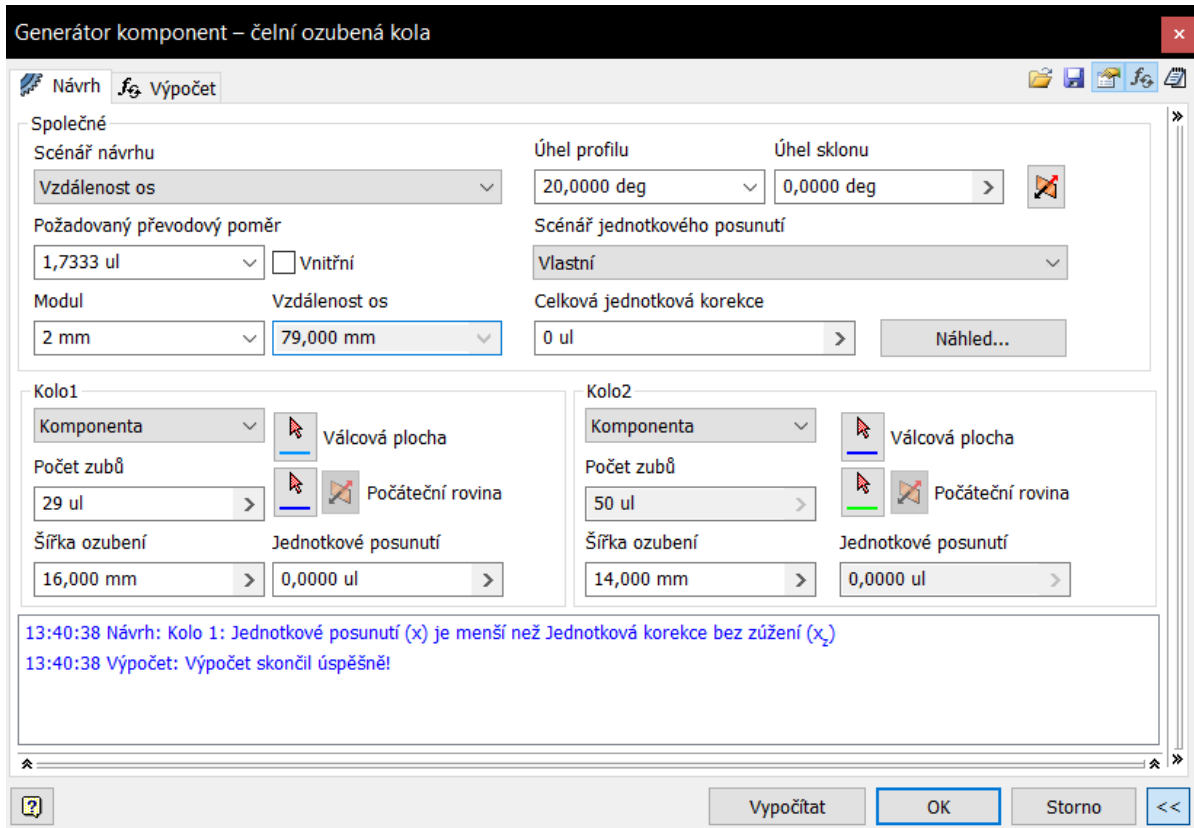 Generátor komponent – čelní ozubená kola
Návrh
Výpočet
Společné
Scénář návrhu
Úhel profilu
Úhel sklonu
Vzdálenost os
20,0000 deg
0,0000 deg
Požadovaný převodový poměr
Scénář jednotkového posunutí
1,7333 ul
Vnitřní
Vlastní
Modul
Vzdálenost os
Celková jednotková korekce
2 mm
79,000 mm
0 ul
Náhled...
Kolo1
Komponenta
Válcová plocha
Počet zubů
29 ul
Počáteční rovina
Šířka ozubení
Jednotkové posunutí
16,000 mm
0,0000 ul
Kolo2
Komponenta
Válcová plocha
Počet zubů
50 ul
Počáteční rovina
Šířka ozubení
Jednotkové posunutí
14,000 mm
0,0000 ul
13:40:38 Návrh: Kolo 1: Jednotkové posunutí (x) je menší než Jednotková korekce bez zúžení (xz)
13:40:38 Výpočet: Výpočet skončil úspěšně!
Vypočítat
OK
Storno
<<